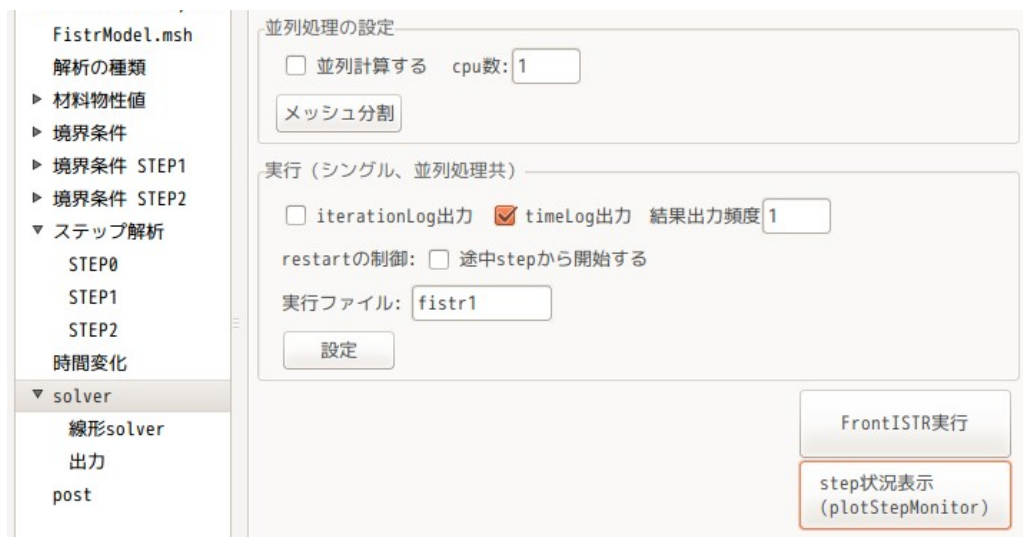 FistrModel.msh
解析の種類
材料物性値
境界条件
境界条件 STEP1
境界条件 STEP2
ステップ解析
STEP0
STEP1
STEP2
時間変化
solver
線形solver
出力
post
並列処理の設定
並列計算する cpu数: 1
メッシュ分割
実行（シングル、並列処理共）
iterationLog出力 timeLog出力 結果出力頻度 1
restartの制御: 途中stepから開始する
実行ファイル: fistr1
設定
FrontISTR実行
step状況表示
(plotStepMonitor)